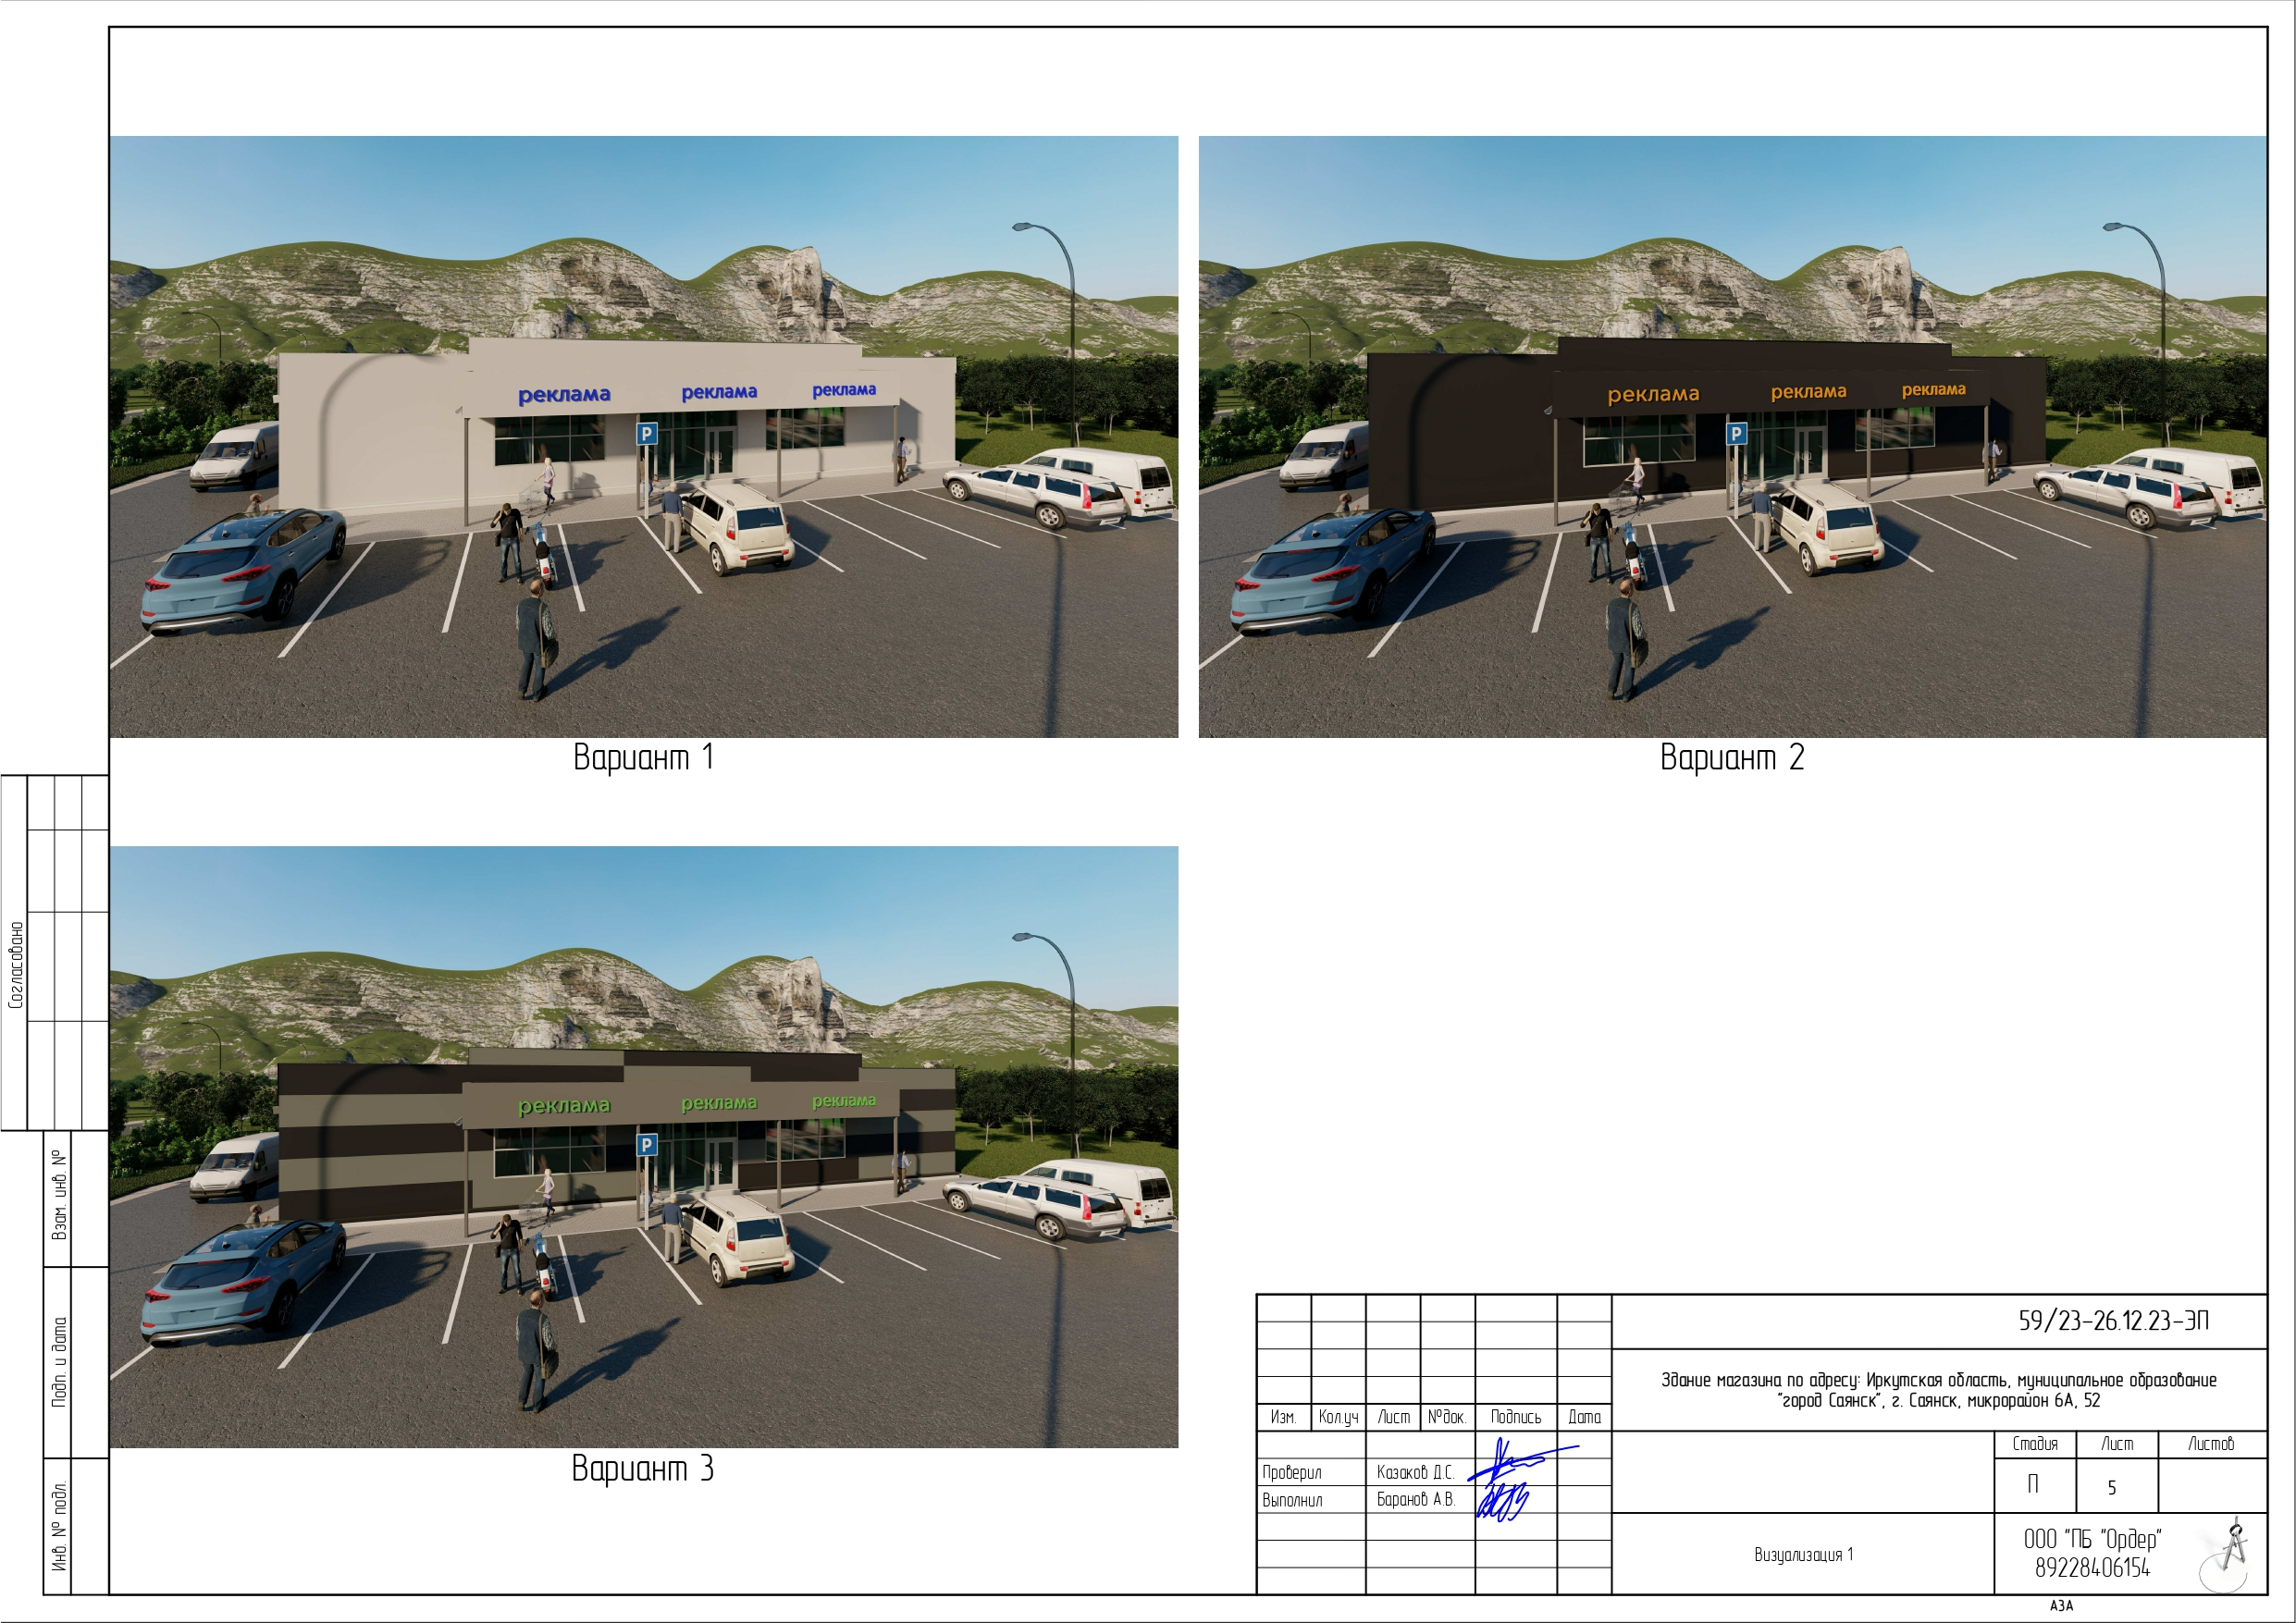 реклама реклама реклама
P
Вариант 1
реклама реклама реклама
P
Вариант 2
реклама реклама реклама
P
Вариант 3
Согласовано
Взам. инв. №
Подп. и дата
Инв. № подл.
59/23-26.12.23-ЭП
Здание магазина по адресу: Иркутская область, муниципальное образование
"город Саянск", г. Саянск, микрорайон 6А, 52
Изм. Кол.уч Лист №док. Подпись Дата
Стадия Лист Листов
Проверил Казаков Д.С.
Выполнил Баранов А.В.
П 5
Визуализация 1
ООО "ПБ "Ордер"
89228406154
А3А